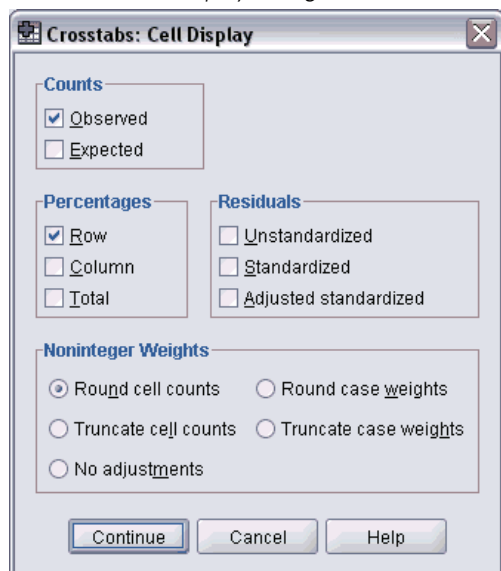 Crosstabs: Cell Display
Counts
Observed
Expected
Percentages
Row
Column
Total
Residuals
Unstandardized
Standardized
Adjusted standardized
Noninteger Weights
Round cell counts
Round case weights
Truncate cell counts
Truncate case weights
No adjustments
Continue
Cancel
Help